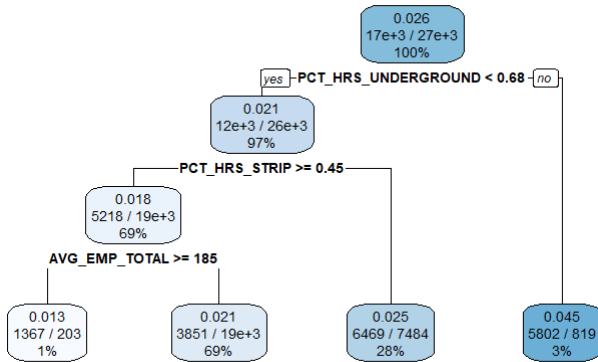 0.026
17e+3 / 27e+3
100%
yes PCT_HRS_UNDERGROUND < 0.68 no
0.021
12e+3 / 26e+3
97%
PCT_HRS_STRIP >= 0.45
0.018
5218 / 19e+3
69%
AVG_EMP_TOTAL >= 185
0.013
1367 / 203
1%
0.021
3851 / 19e+3
69%
0.025
6469 / 7484
28%
0.045
5802 / 819
3%